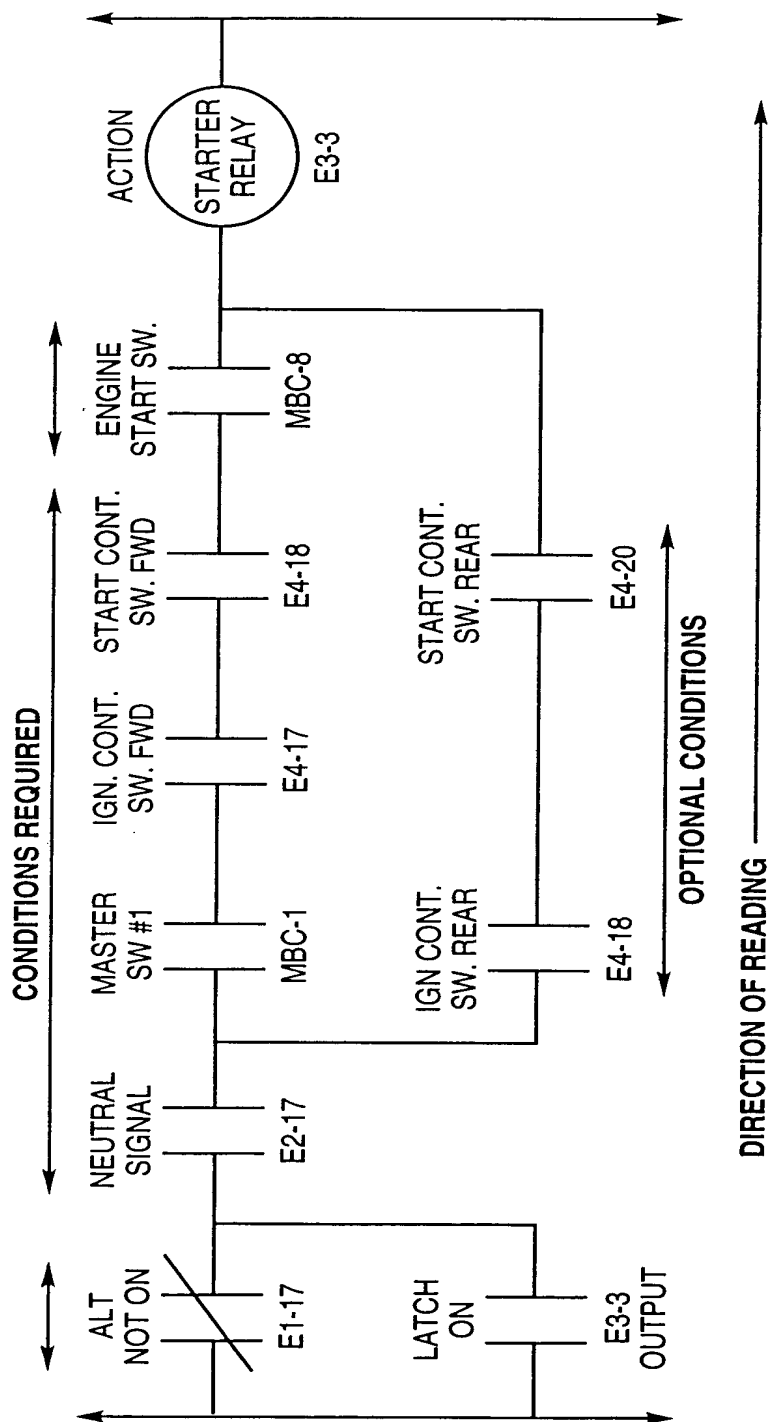 CONDITIONS REQUIRED
ALT
NOT ON
E1-17
NEUTRAL
SIGNAL
E2-17
MASTER
SW #1
MBC-1
IGN. CONT.
SW. FWD
E4-17
START CONT.
SW. FWD
E4-18
ENGINE
START SW.
MBC-8
ACTION
STARTER
RELAY
E3-3
LATCH
ON
E3-3
OUTPUT
IGN CONT.
SW. REAR
E4-18
START CONT.
SW. REAR
E4-20
OPTIONAL CONDITIONS
DIRECTION OF READING